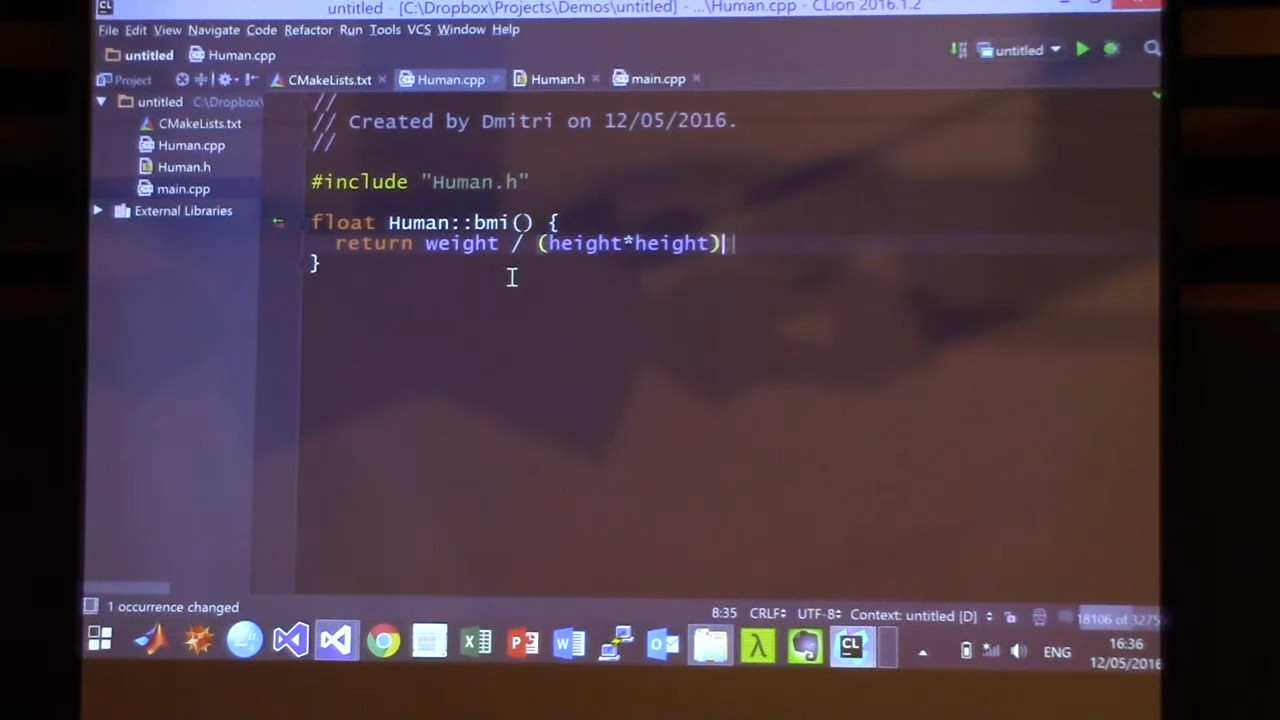 untitled - [C:\Dropbox\Projects\Demos\untitled] - ...\Human.cpp - CLion 2016.1.2
File Edit View Navigate Code Refactor Run Tools VCS Window Help
untitled Human.cpp untitled
Project CMakeLists.txt Human.cpp Human.h main.cpp
untitled C:\Dropbox\
CMakeLists.txt
Human.cpp
Human.h
main.cpp
External Libraries
//
// Created by Dmitri on 12/05/2016.
//
#include "Human.h"
float Human::bmi() {
return weight / (height*height)
}
1 occurrence changed 8:35 CRLF UTF-8 Context: untitled [D] 18106 of 3275
ENG 16:36
12/05/2016